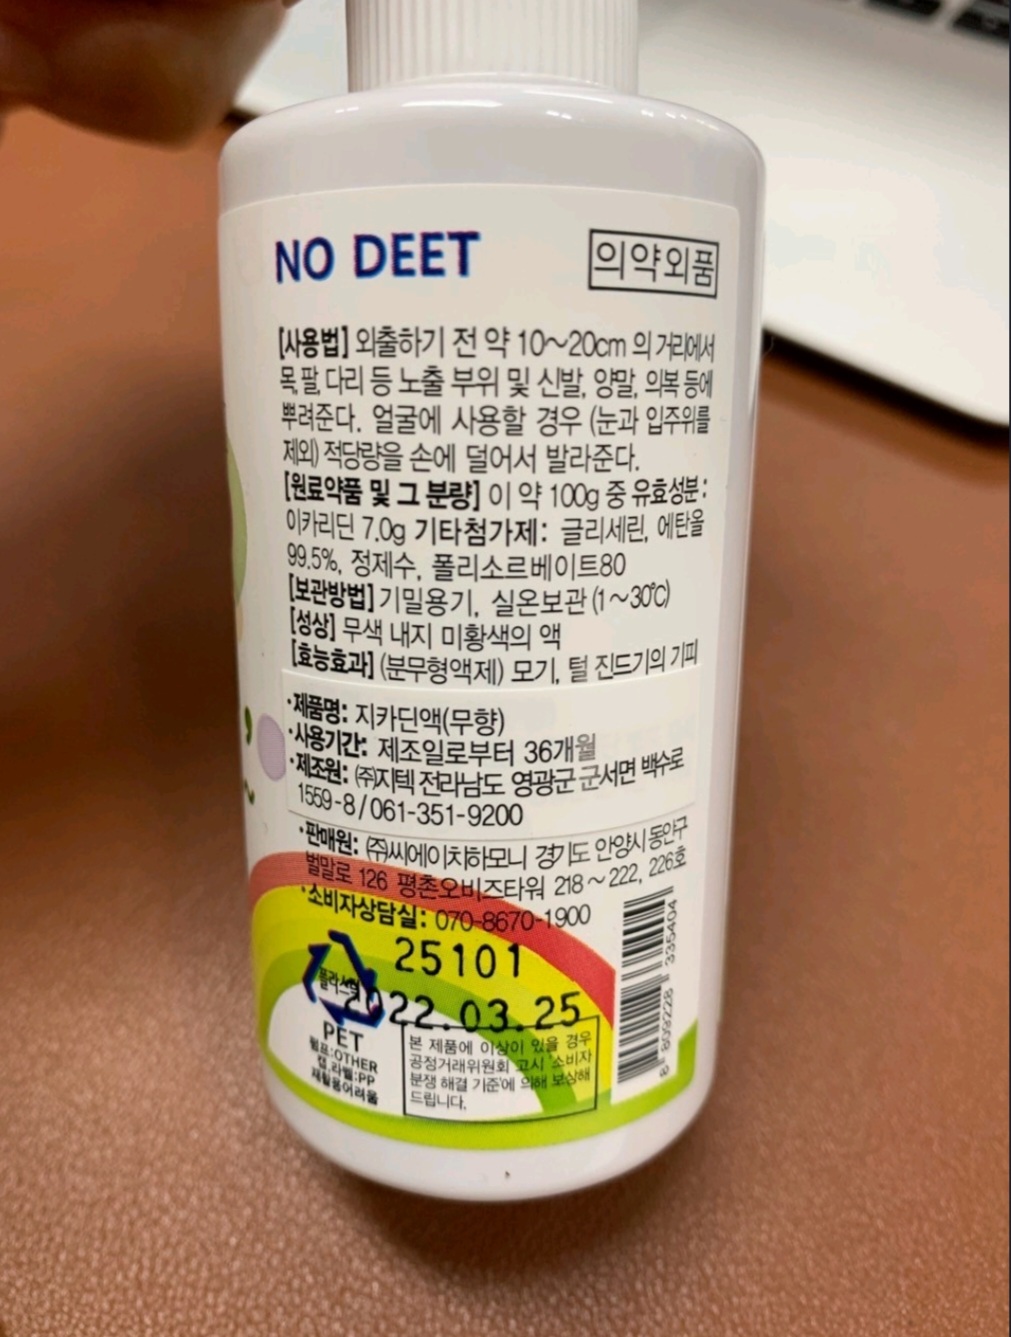 NO DEET
의약외품
[사용법] 외출하기 전 약 10~20cm 의 거리에서
목, 팔, 다리 등 노출 부위 및 신발, 양말, 의복 등에
뿌려준다. 얼굴에 사용할 경우 (눈과 입주위를
제외) 적당량을 손에 덜어서 발라준다.
[원료약품 및 그 분량] 이 약 100g 중 유효성분 :
이카리딘 7.0g 기타첨가제: 글리세린, 에탄올
99.5%, 정제수, 폴리소르베이트80
[보관방법] 기밀용기, 실온보관 (1~30℃)
[성상] 무색 내지 미황색의 액
[효능효과] (분무형액제) 모기, 털 진드기의 기피
·제품명: 지카딘액(무향)
·사용기간: 제조일로부터 36개월
·제조원: ㈜지텍 전라남도 영광군 군서면 백수로
1559-8 / 061-351-9200
·판매원: ㈜씨에이치하모니 경기도 안양시 동안구
벌말로 126 평촌오비즈타워 218~222, 226호
·소비자상담실: 070-8670-1900
25101
2022.03.25
플라스틱
PET
펌프:OTHER
캡,라벨:PP
재활용어려움
본 제품에 이상이 있을 경우
공정거래위원회 고시 '소비자
분쟁 해결 기준'에 의해 보상해
드립니다.
8 809228 335404